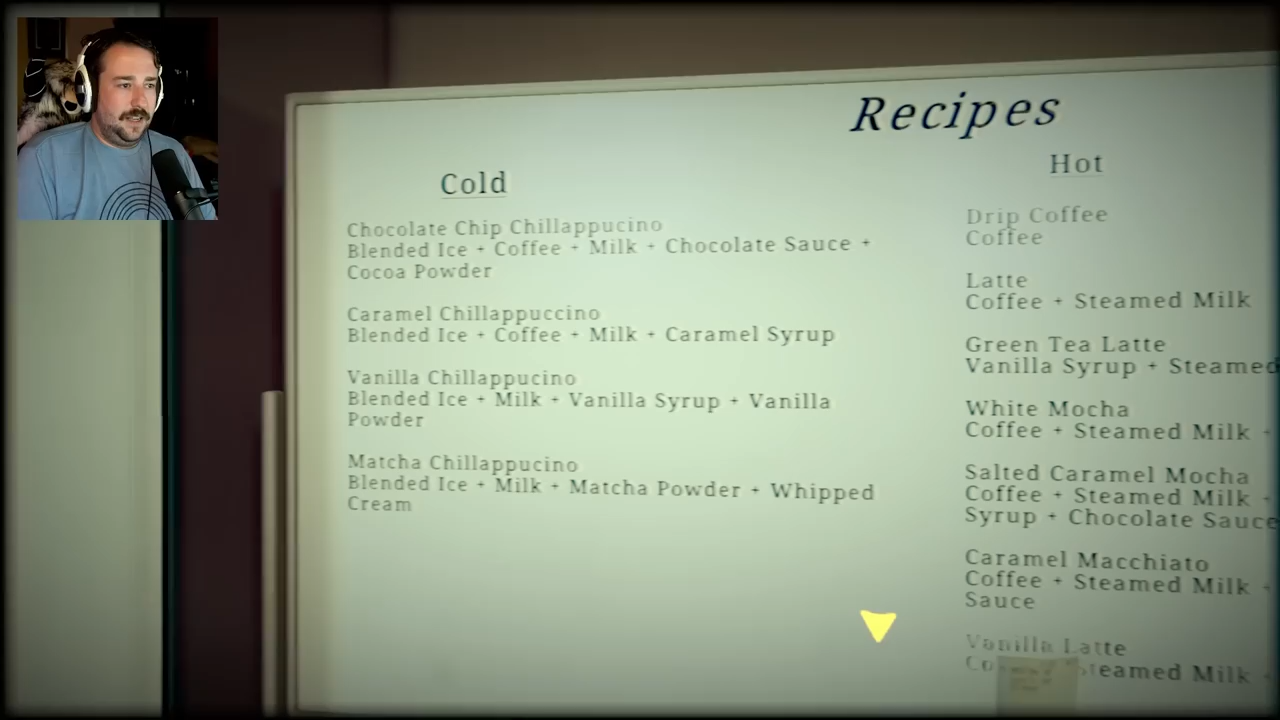 Recipes
Cold
Chocolate Chip Chillappucino
Blended Ice + Coffee + Milk + Chocolate Sauce +
Cocoa Powder
Caramel Chillappuccino
Blended Ice + Coffee + Milk + Caramel Syrup
Vanilla Chillappucino
Blended Ice + Milk + Vanilla Syrup + Vanilla
Powder
Matcha Chillappucino
Blended Ice + Milk + Matcha Powder + Whipped
Cream
Hot
Drip Coffee
Coffee
Latte
Coffee + Steamed Milk
Green Tea Latte
Vanilla Syrup + Steamed
White Mocha
Coffee + Steamed Milk +
Salted Caramel Mocha
Coffee + Steamed Milk +
Syrup + Chocolate Sauce
Caramel Macchiato
Coffee + Steamed Milk +
Sauce
Vanilla Latte
Co steamed Milk +